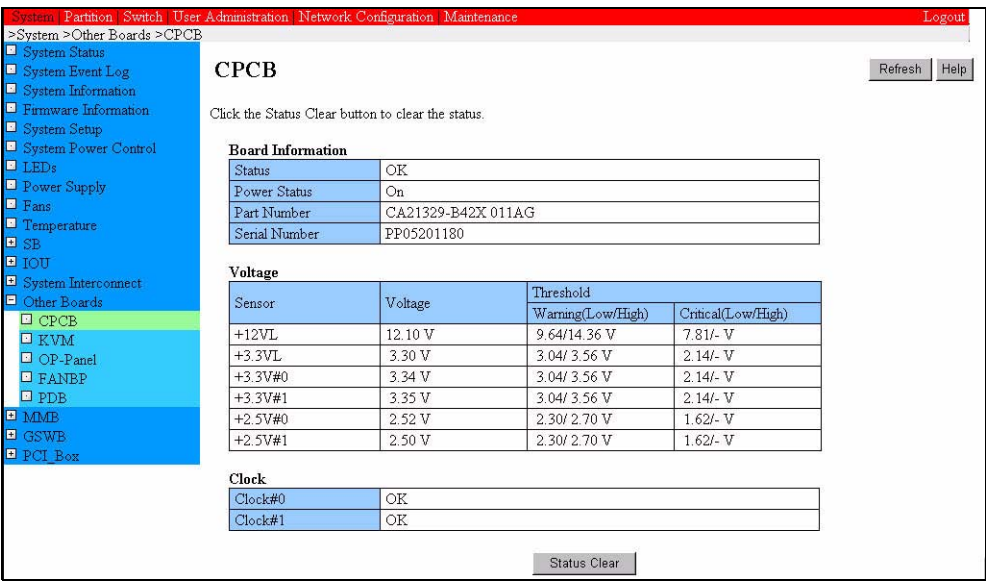 System | Partition | Switch | User Administration | Network Configuration | Maintenance Logout
>System >Other Boards >CPCB
System Status
System Event Log
System Information
Firmware Information
System Setup
System Power Control
LEDs
Power Supply
Fans
Temperature
SB
IOU
System Interconnect
Other Boards
CPCB
KVM
OP-Panel
FANBP
PDB
MMB
GSWB
PCI_Box
CPCB
Refresh Help
Click the Status Clear button to clear the status.
Board Information
Status OK
Power Status On
Part Number CA21329-B42X 011AG
Serial Number PP05201180
Voltage
Sensor Voltage Threshold
Warning(Low/High) Critical(Low/High)
+12VL 12.10 V 9.64/14.36 V 7.81/- V
+3.3VL 3.30 V 3.04/ 3.56 V 2.14/- V
+3.3V#0 3.34 V 3.04/ 3.56 V 2.14/- V
+3.3V#1 3.35 V 3.04/ 3.56 V 2.14/- V
+2.5V#0 2.52 V 2.30/ 2.70 V 1.62/- V
+2.5V#1 2.50 V 2.30/ 2.70 V 1.62/- V
Clock
Clock#0 OK
Clock#1 OK
Status Clear